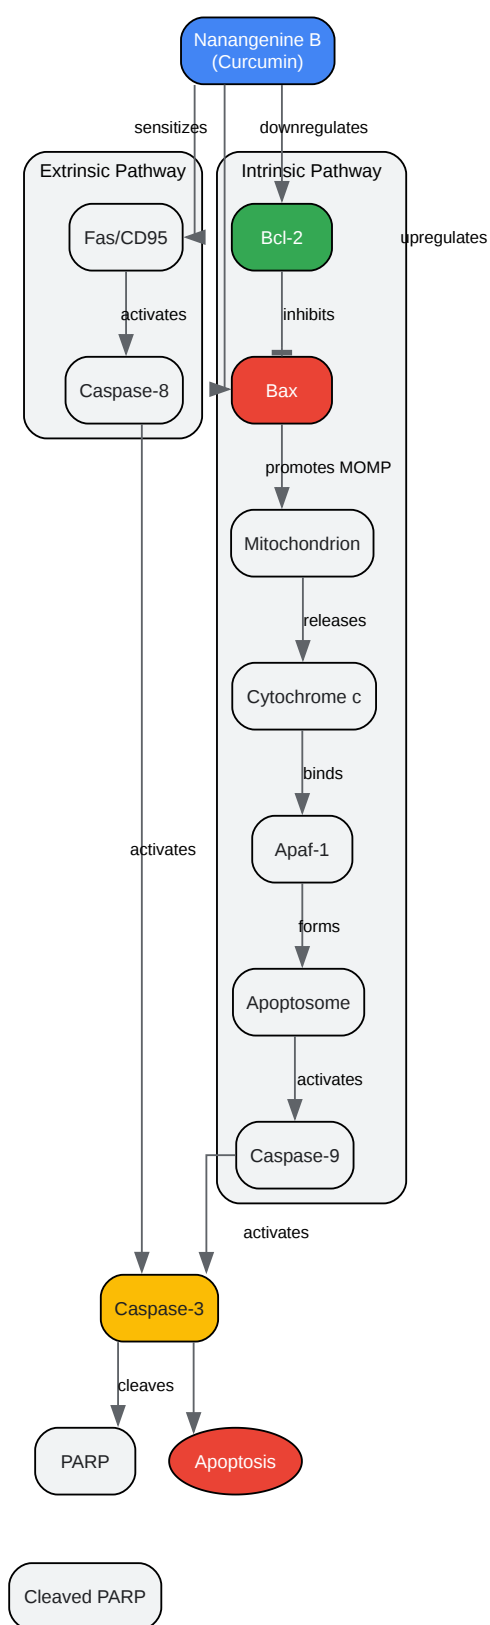 Nanangenine B
(Curcumin)
sensitizes
downregulates
Extrinsic Pathway
Intrinsic Pathway
Fas/CD95
Bcl-2
upregulates
activates
inhibits
Caspase-8
Bax
promotes MOMP
Mitochondrion
releases
Cytochrome c
binds
activates
Apaf-1
forms
Apoptosome
activates
Caspase-9
activates
Caspase-3
cleaves
PARP
Apoptosis
Cleaved PARP